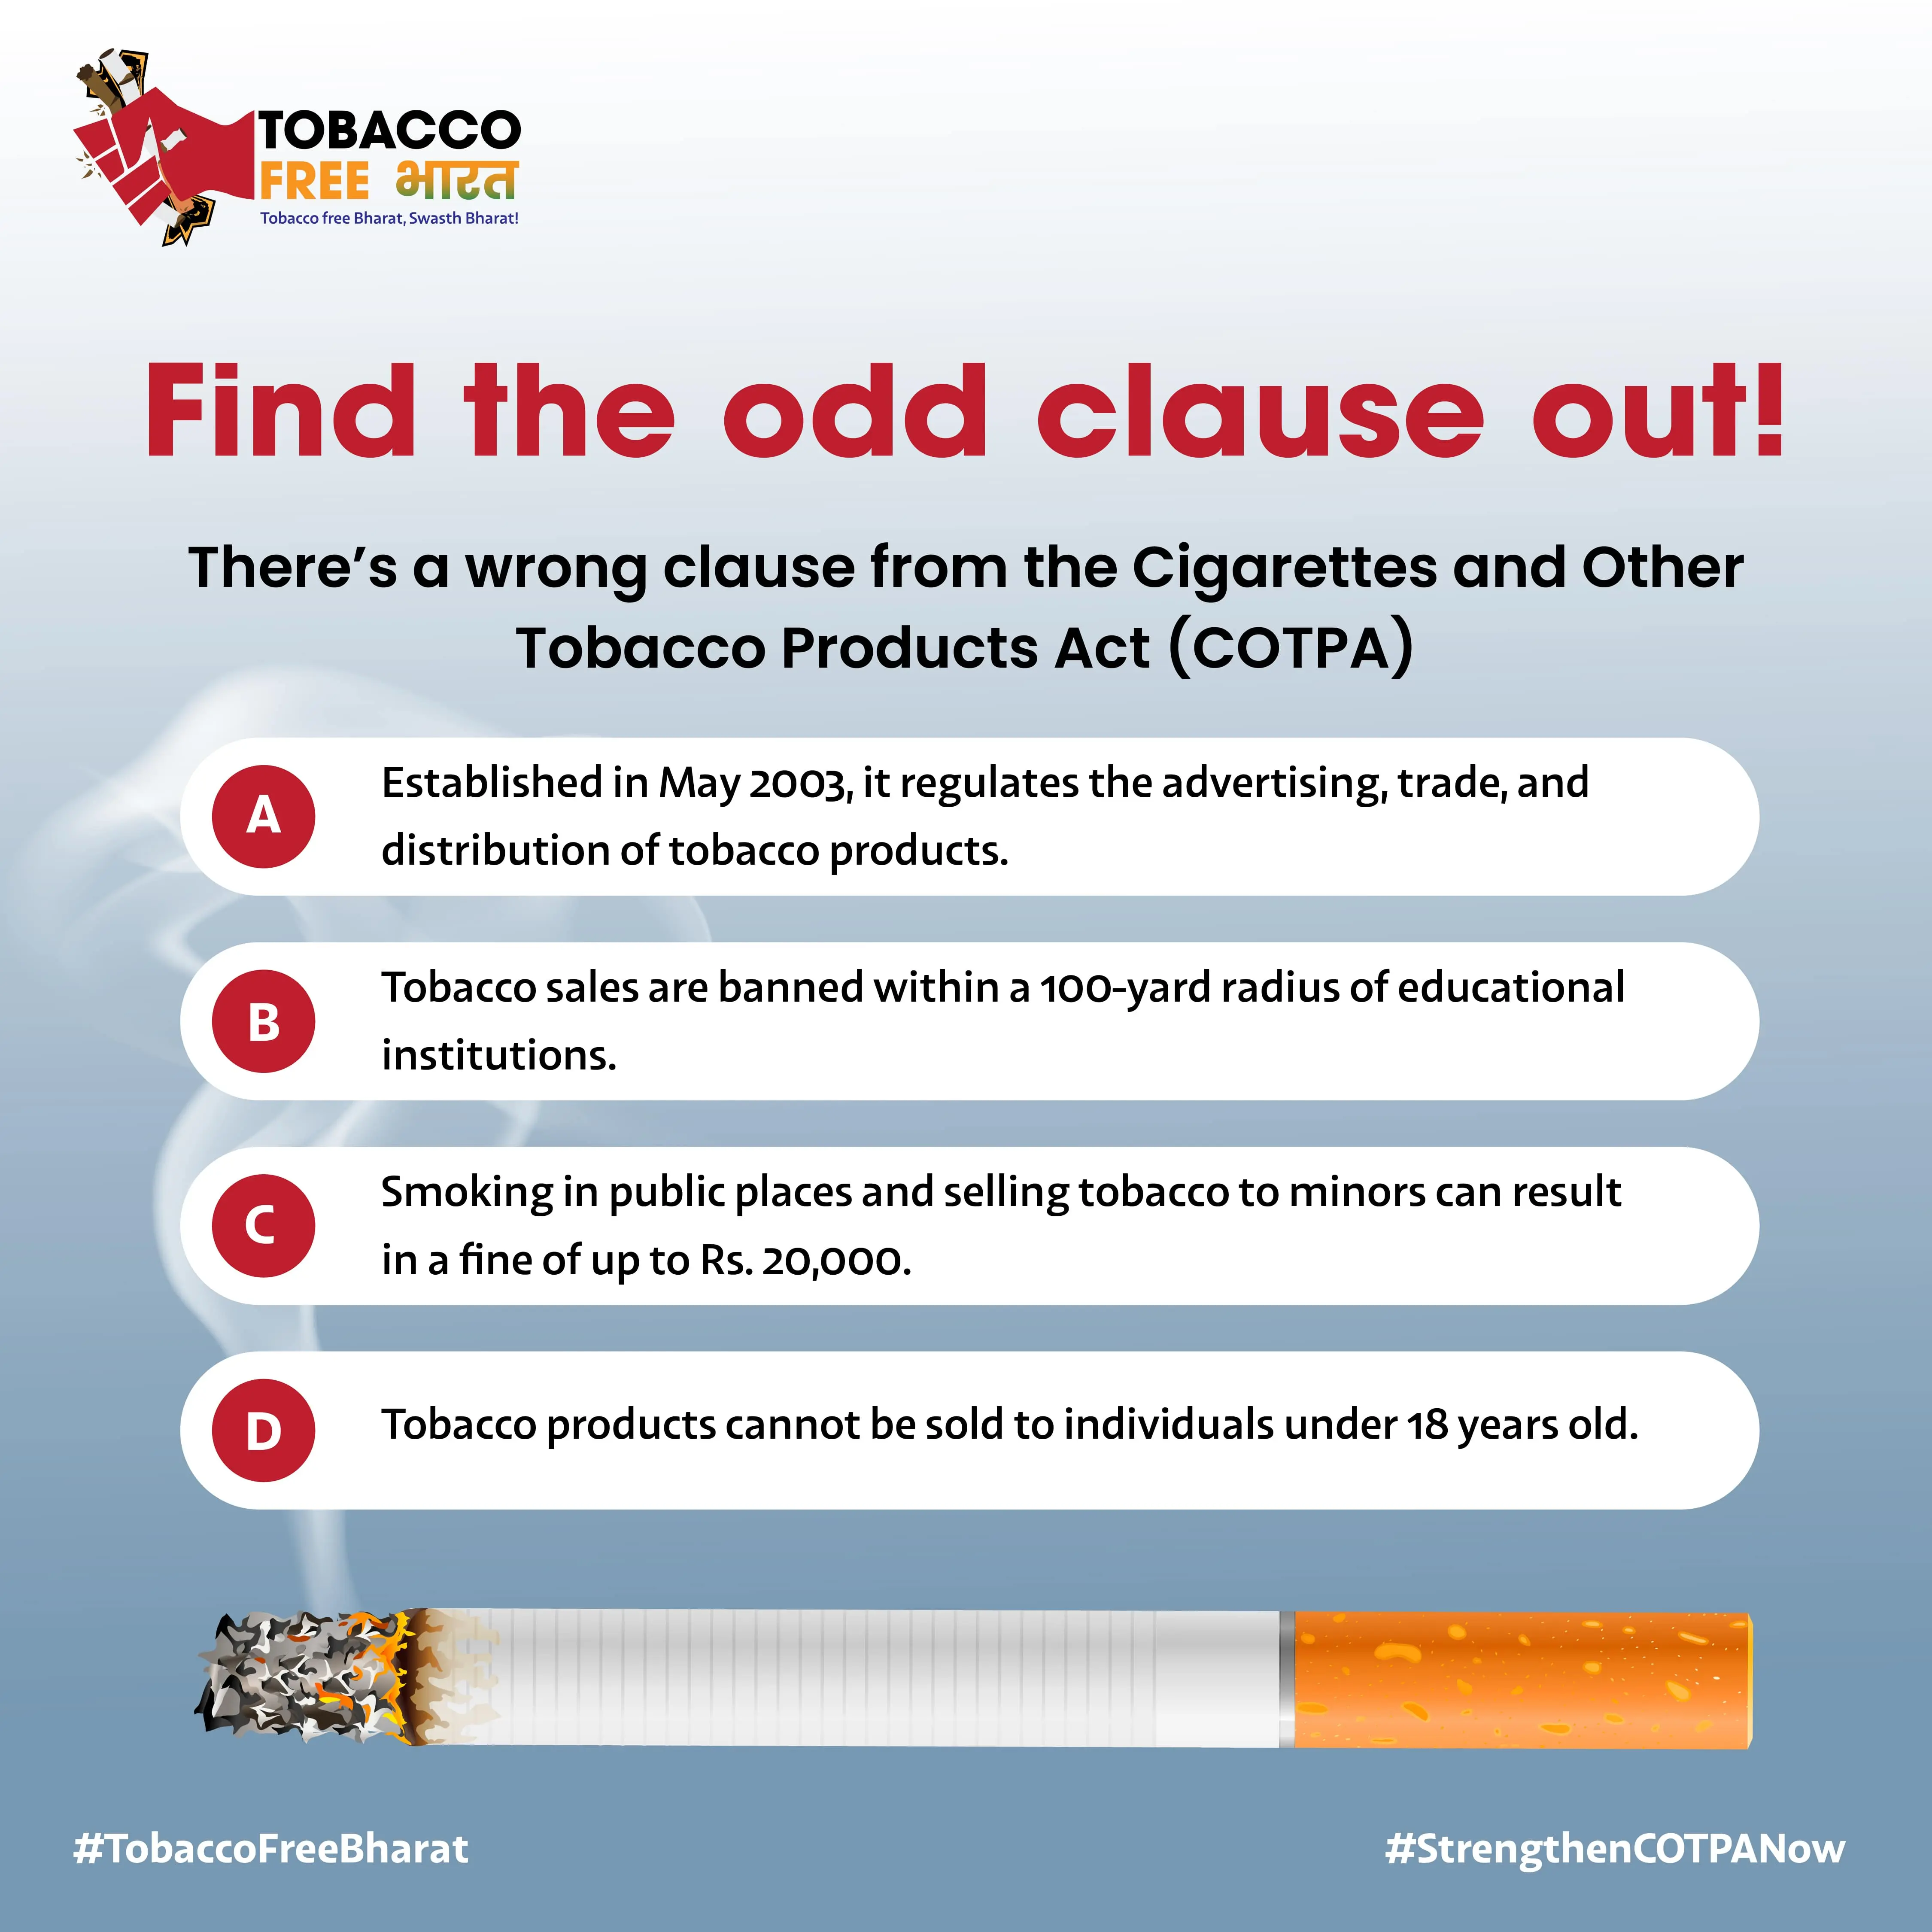 TOBACCO
FREE भारत
Tobacco free Bharat, Swasth Bharat!
Find the odd clause out!
There's a wrong clause from the Cigarettes and Other
Tobacco Products Act (COTPA)
A
Established in May 2003, it regulates the advertising, trade, and
distribution of tobacco products.
B
Tobacco sales are banned within a 100-yard radius of educational
institutions.
C
Smoking in public places and selling tobacco to minors can result
in a fine of up to Rs. 20,000.
D
Tobacco products cannot be sold to individuals under 18 years old.
#TobaccoFreeBharat
#StrengthenCOTPANow